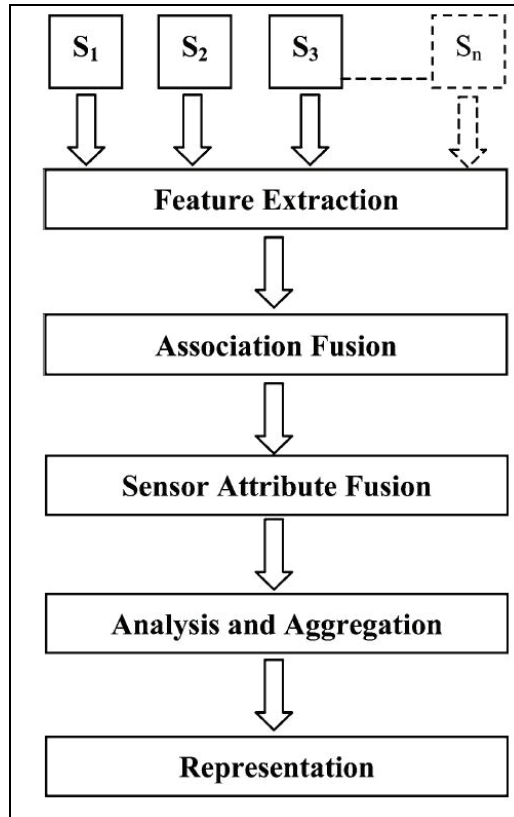 S₁ S₂ S₃ Sₙ
Feature Extraction
Association Fusion
Sensor Attribute Fusion
Analysis and Aggregation
Representation